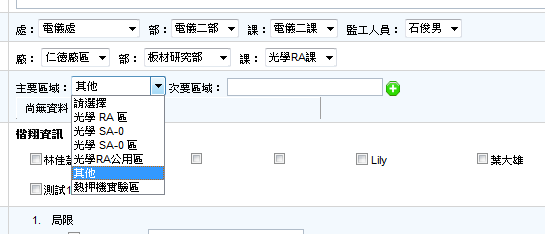 處： 電儀處 部： 電儀二部 課： 電儀二課 監工人員： 石俊男
廠： 仁德廠區 部： 板材研究部 課： 光學RA課
主要區域： 其他 次要區域：
請選擇
尚無資料
光學 RA 區
光學 SA-0
光學 SA-0 區
光學RA公用區
其他
熱押機實驗區
楷翔資訊
林佳 Lily 葉大雄
測試1
1. 局限